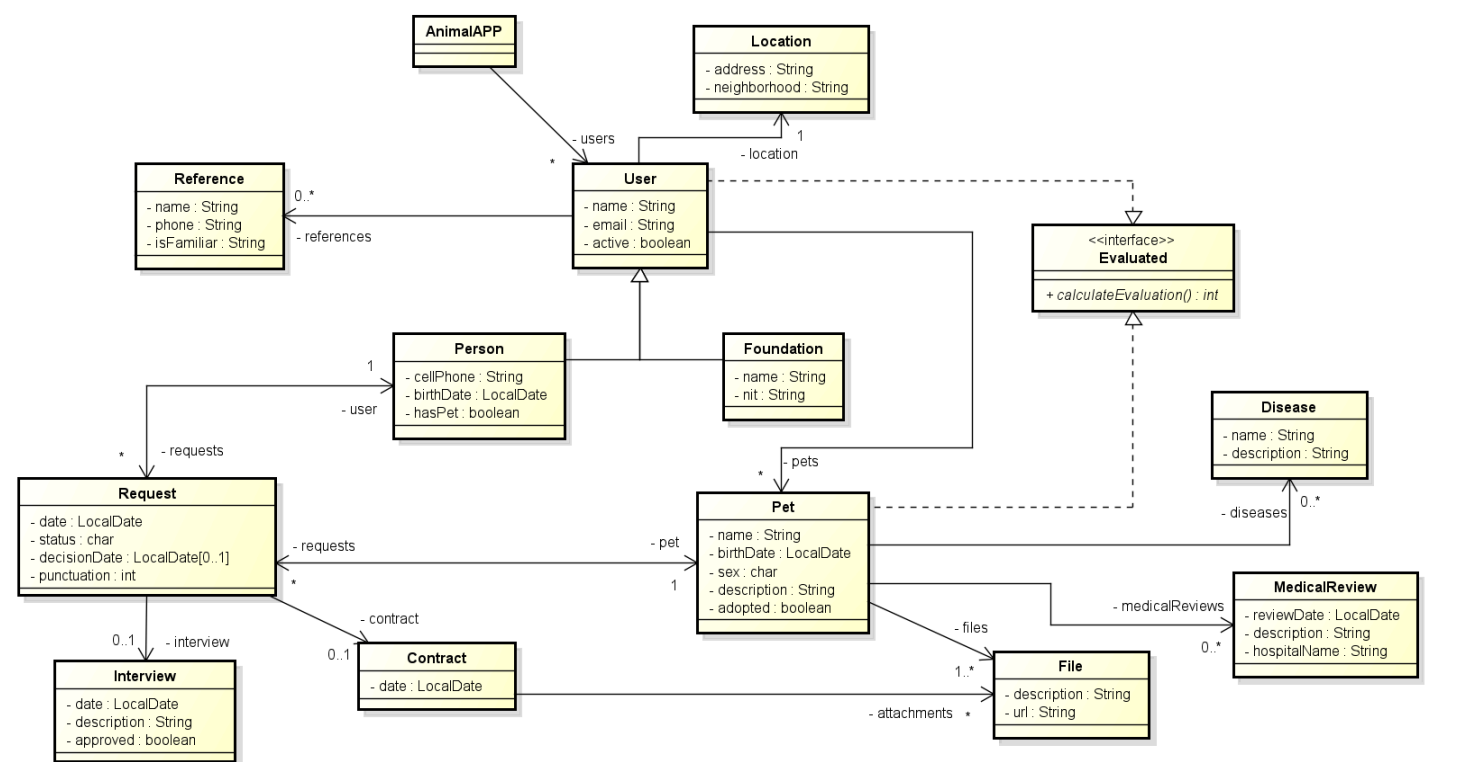 AnimalAPP
Location
- address : String
- neighborhood : String
- users
*
1
- location
Reference
- name : String
- phone : String
- isFamiliar : String
0..*
- references
User
- name : String
- email : String
- active : boolean
<<interface>>
Evaluated
+ calculateEvaluation() : int
Person
- cellPhone : String
- birthDate : LocalDate
- hasPet : boolean
Foundation
- name : String
- nit : String
1
- user
*
- requests
Disease
- name : String
- description : String
- pets
*
Request
- date : LocalDate
- status : char
- decisionDate : LocalDate[0..1]
- punctuation : int
- requests
*
- pet
1
Pet
- name : String
- birthDate : LocalDate
- sex : char
- description : String
- adopted : boolean
- diseases
0..*
- medicalReviews
0..*
MedicalReview
- reviewDate : LocalDate
- description : String
- hospitalName : String
- files
1..*
0..1
- interview
- contract
0..1
Interview
- date : LocalDate
- description : String
- approved : boolean
Contract
- date : LocalDate
- attachments
*
File
- description : String
- url : String